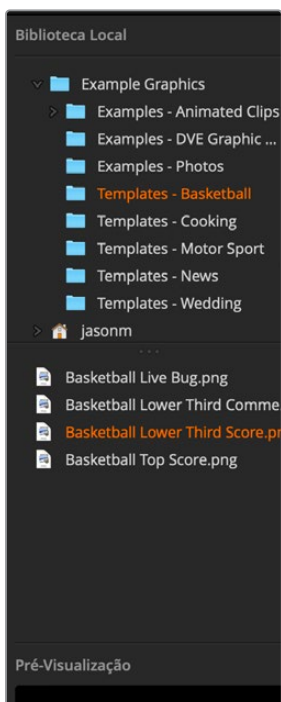 Biblioteca Local
Example Graphics
Examples - Animated Clips
Examples - DVE Graphic ...
Examples - Photos
Templates - Basketball
Templates - Cooking
Templates - Motor Sport
Templates - News
Templates - Wedding
jasonm
...
Basketball Live Bug.png
Basketball Lower Third Comme
Basketball Lower Third Score.pn
Basketball Top Score.png
Pré-Visualização